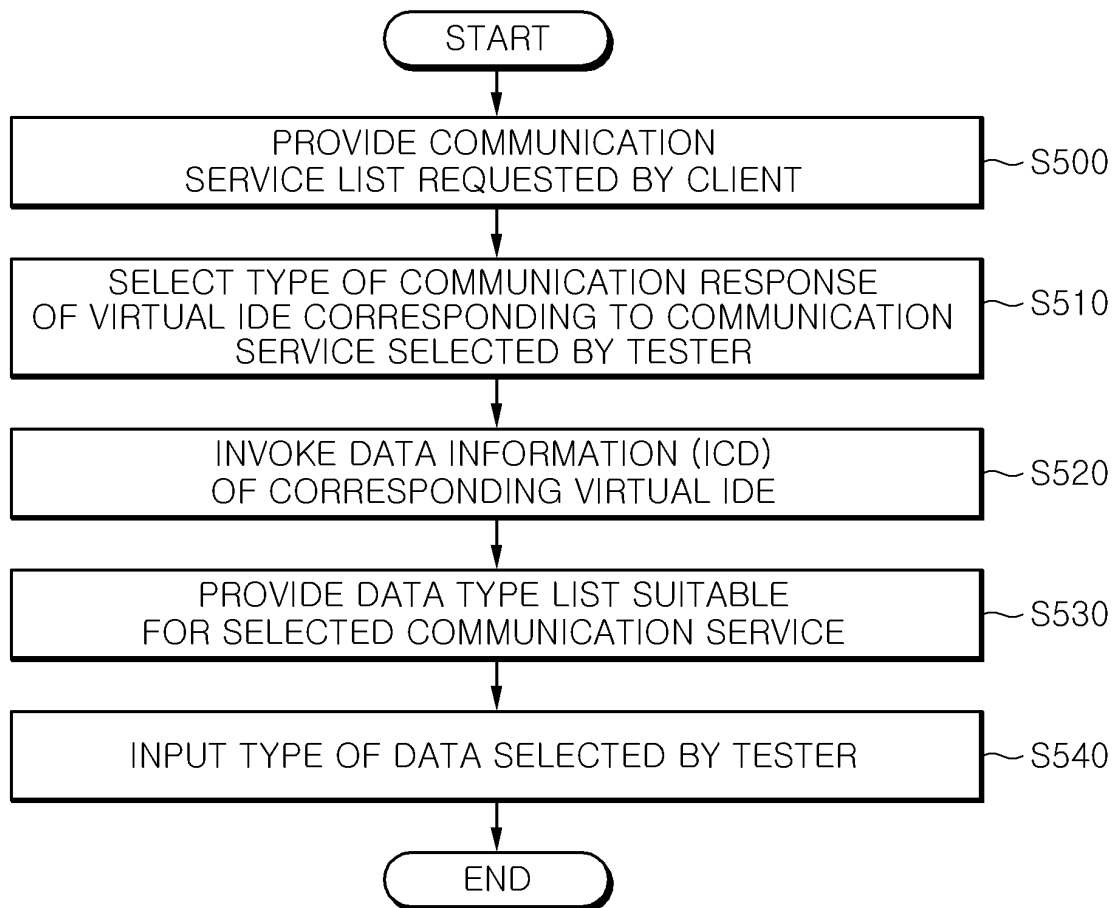 START
PROVIDE COMMUNICATION
SERVICE LIST REQUESTED BY CLIENT
S500
SELECT TYPE OF COMMUNICATION RESPONSE
OF VIRTUAL IDE CORRESPONDING TO COMMUNICATION
SERVICE SELECTED BY TESTER
S510
INVOKE DATA INFORMATION (ICD)
OF CORRESPONDING VIRTUAL IDE
S520
PROVIDE DATA TYPE LIST SUITABLE
FOR SELECTED COMMUNICATION SERVICE
S530
INPUT TYPE OF DATA SELECTED BY TESTER
S540
END